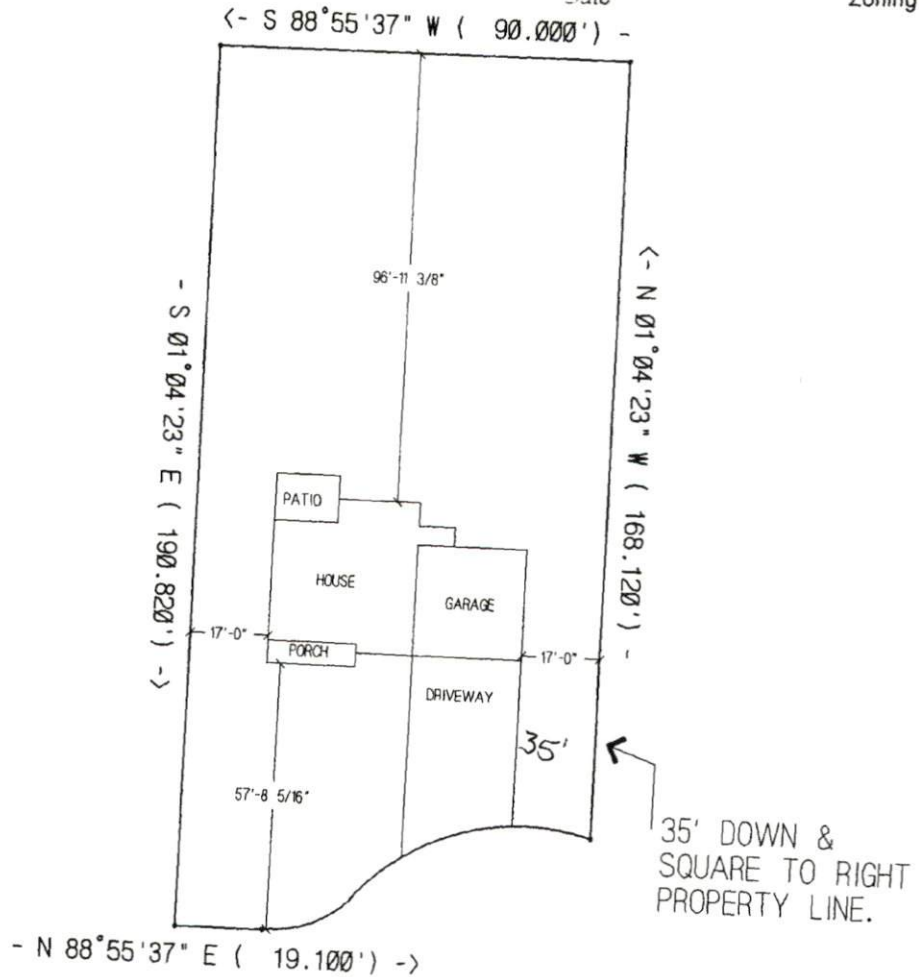 Zoning
<- S 88°55'37" W ( 90.000') -
<- N 01°04'23" W ( 168.120') -
96'-11 3/8"
- S 01°04'23" E ( 190.820') ->
PATIO
HOUSE
GARAGE
17'-0"
PORCH
17'-0"
DRIVEWAY
35'
57'-8 5/16"
35' DOWN &
SQUARE TO RIGHT
PROPERTY LINE.
- N 88°55'37" E ( 19.100') ->